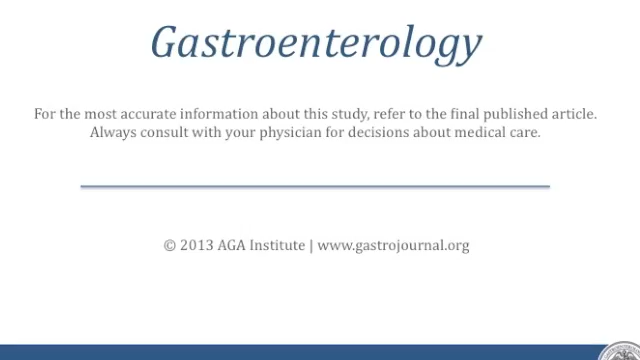 Gastroenterology
For the most accurate information about this study, refer to the final published article.
Always consult with your physician for decisions about medical care.
© 2013 AGA Institute | www.gastrojournal.org